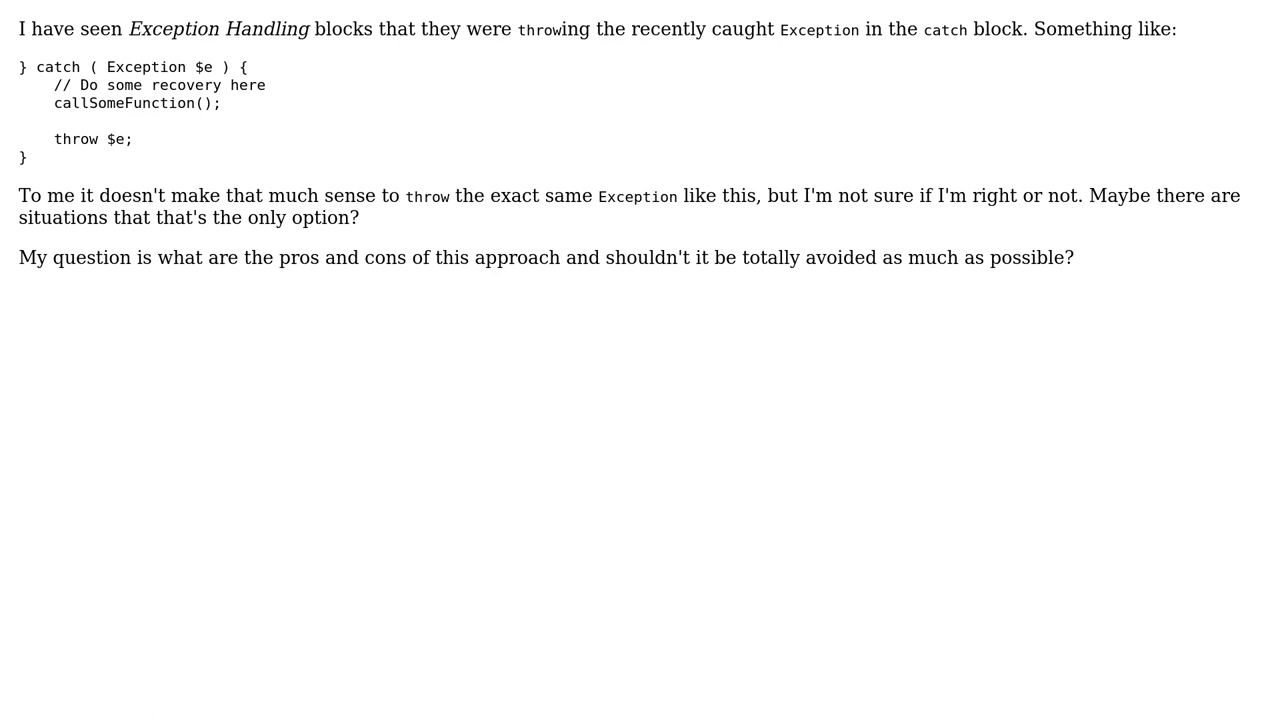 I have seen Exception Handling blocks that they were throwing the recently caught Exception in the catch block. Something like:
} catch ( Exception $e ) {
    // Do some recovery here
    callSomeFunction();
    throw $e;
}
To me it doesn't make that much sense to throw the exact same Exception like this, but I'm not sure if I'm right or not. Maybe there are
situations that that's the only option?
My question is what are the pros and cons of this approach and shouldn't it be totally avoided as much as possible?